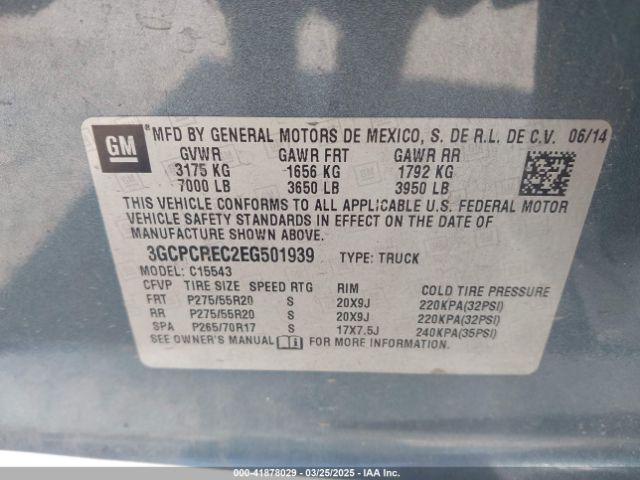 GM ® MFD BY GENERAL MOTORS DE MEXICO, S. DE R.L. DE C.V. 06/14
GVWR GAWR FRT GAWR RR
3175 KG 1656 KG 1792 KG
7000 LB 3650 LB 3950 LB
THIS VEHICLE CONFORMS TO ALL APPLICABLE U.S. FEDERAL MOTOR
VEHICLE SAFETY STANDARDS IN EFFECT ON THE DATE OF
MANUFACTURE SHOWN ABOVE.
3GCPCREC2EG501939 TYPE: TRUCK
MODEL: C15543
CFVP TIRE SIZE SPEED RTG RIM COLD TIRE PRESSURE
FRT P275/55R20 S 20X9J 220KPA(32PSI)
RR P275/55R20 S 20X9J 220KPA(32PSI)
SPA P265/70R17 S 17X7.5J 240KPA(35PSI)
SEE OWNER'S MANUAL FOR MORE INFORMATION.
STOCK: 41878029 — 03/25/2025 — IAA Inc.